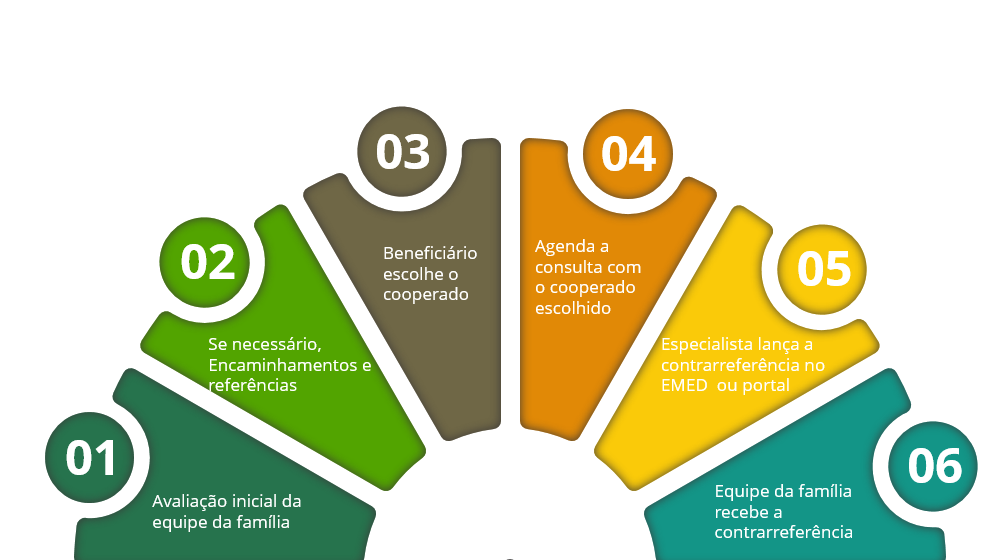 01
Avaliação inicial da
equipe da família
02
Se necessário,
Encaminhamentos e
referências
03
Beneficiário
escolhe o
cooperado
04
Agenda a
consulta com
o cooperado
escolhido
05
Especialista lança a
contrarreferência no
EMED  ou portal
06
Equipe da família
recebe a
contrarreferência